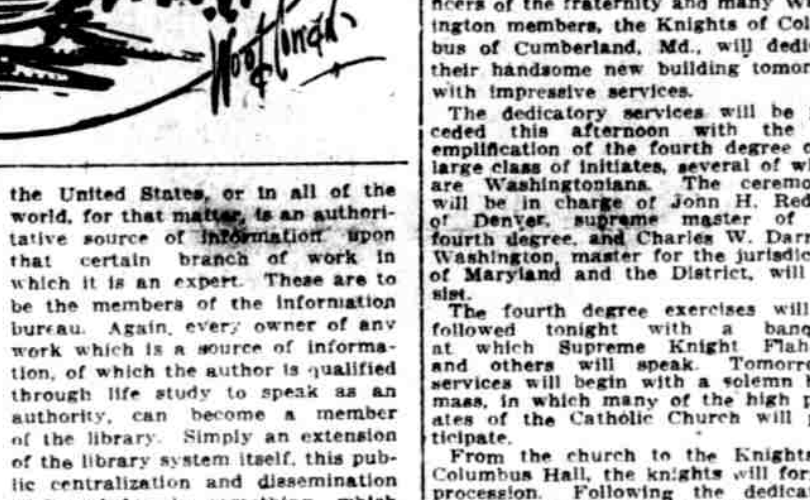 Woof Conrad
the United States, or in all of the
world, for that matter, is an authori-
tative source of information upon
that certain branch of work in
which it is an expert. These are to
be the members of the information
bureau. Again, every owner of any
work which is a source of informa-
tion, of which the author is qualified
through life study to speak as an
authority, can become a member
of the library. Simply an extension
of the library system itself, this pub-
lic centralization and dissemination
which
ficers of the fraternity and many W
ington members, the Knights of Col
bus of Cumberland, Md., will dedi
their handsome new building tomor
with impressive services.
The dedicatory services will be
ceded this afternoon with the
emplification of the fourth degree o
large class of initiates, several of w
are Washingtonians. The ceremo
will be in charge of John H. Red
of Denver, supreme master of
fourth degree, and Charles W. Darr
Washington, master for the jurisdic
of Maryland and the District, will
sist.
The fourth degree exercises will
followed tonight with a banq
at which Supreme Knight Flah
and others will speak. Tomorro
services will begin with a solemn
mass, in which many of the high p
ates of the Catholic Church will
ticipate.
From the church to the Knights
Columbus Hall, the knights will for
procession. Following the dedic